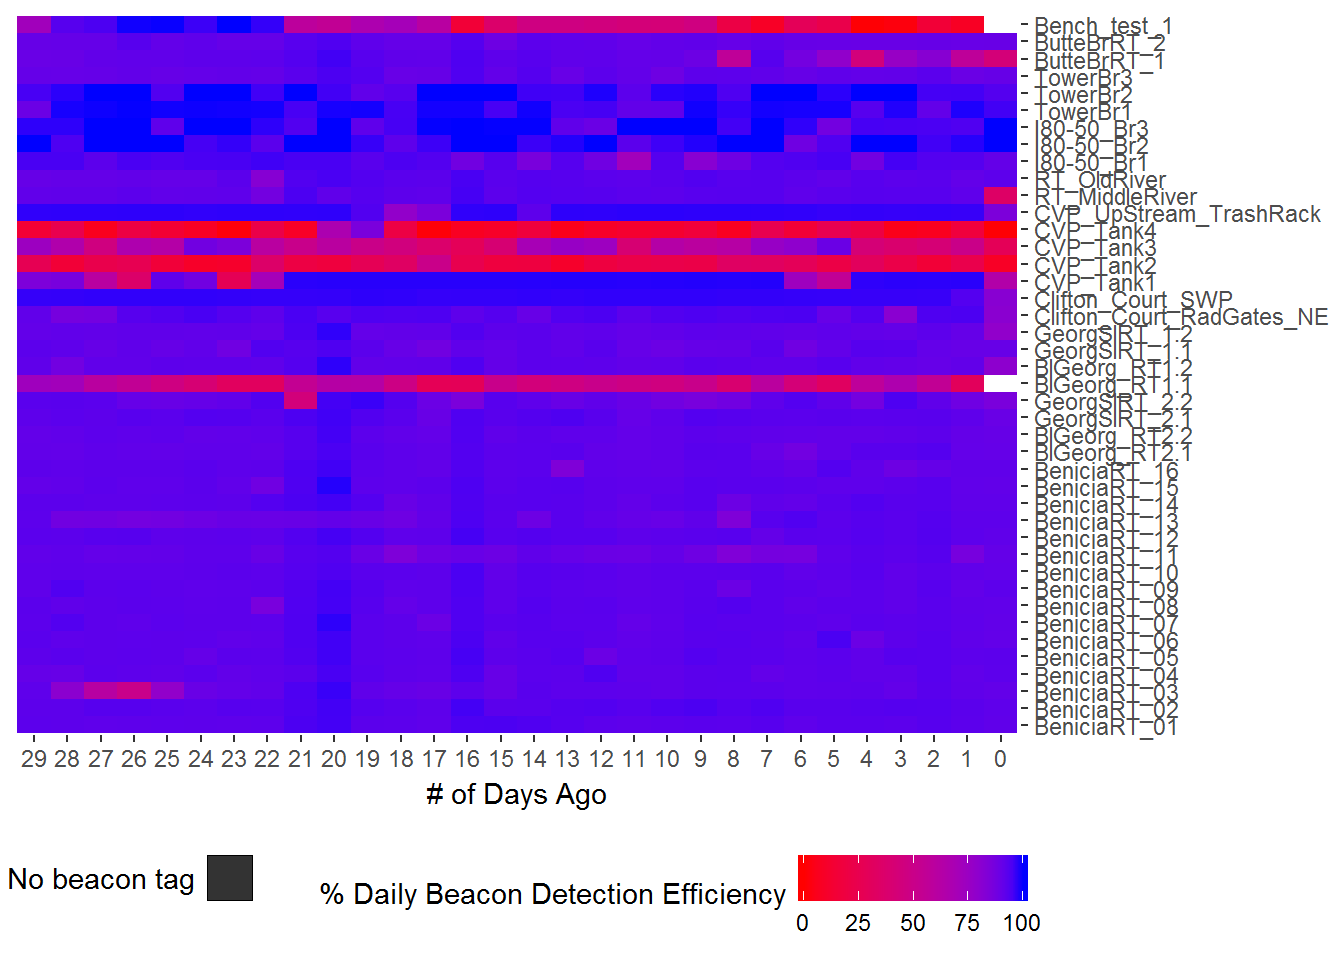 Bench_test_1
ButteBrRT_2
ButteBrRT_1
TowerBr3
TowerBr2
TowerBr1
I80-50_Br3
I80-50_Br2
I80-50_Br1
RT_OldRiver
RT_MiddleRiver
CVP_UpStream_TrashRack
CVP_Tank4
CVP_Tank3
CVP_Tank2
CVP_Tank1
Clifton_Court_SWP
Clifton_Court_RadGates_NE
GeorgSlRT_1.2
GeorgSlRT_1.1
BlGeorg_RT1.2
BlGeorg_RT1.1
GeorgSlRT_2.2
GeorgSlRT_2.1
BlGeorg_RT2.2
BlGeorg_RT2.1
BeniciaRT_16
BeniciaRT_15
BeniciaRT_14
BeniciaRT_13
BeniciaRT_12
BeniciaRT_11
BeniciaRT_10
BeniciaRT_09
BeniciaRT_08
BeniciaRT_07
BeniciaRT_06
BeniciaRT_05
BeniciaRT_04
BeniciaRT_03
BeniciaRT_02
BeniciaRT_01
29 28 27 26 25 24 23 22 21 20 19 18 17 16 15 14 13 12 11 10 9 8 7 6 5 4 3 2 1 0
# of Days Ago
No beacon tag
% Daily Beacon Detection Efficiency
0 25 50 75 100